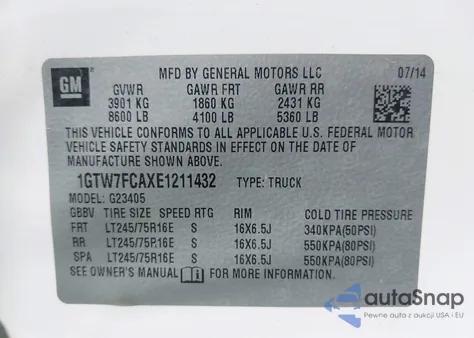 GM
MFD BY GENERAL MOTORS LLC
07/14
GVWR GAWR FRT GAWR RR
3901 KG 1860 KG 2431 KG
8600 LB 4100 LB 5360 LB
THIS VEHICLE CONFORMS TO ALL APPLICABLE U.S. FEDERAL MOTOR
VEHICLE SAFETY STANDARDS IN EFFECT ON THE DATE OF
MANUFACTURE SHOWN ABOVE.
1GTW7FCAXE1211432 TYPE: TRUCK
MODEL: G23405
GBBV TIRE SIZE SPEED RTG RIM COLD TIRE PRESSURE
FRT LT245/75R16E S 16X6.5J 340KPA(50PSI)
RR LT245/75R16E S 16X6.5J 550KPA(80PSI)
SPA LT245/75R16E S 16X6.5J 550KPA(80PSI)
SEE OWNER'S MANUAL FOR MORE INFORMATION.
autoSnap
Pewne auta z aukcji USA i EU